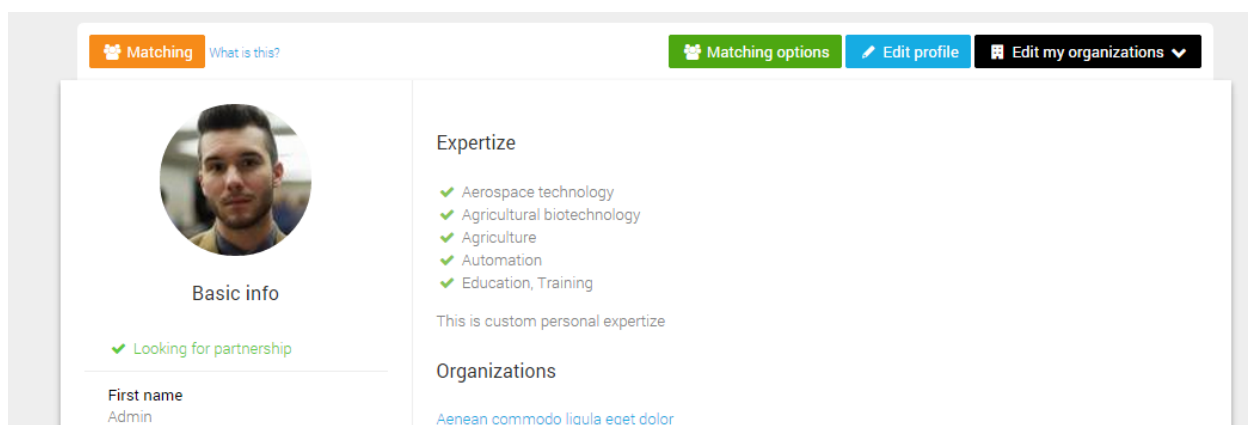 Matching What is this? Matching options Edit profile Edit my organizations
Basic info
Looking for partnership
First name
Admin
Expertize
Aerospace technology
Agricultural biotechnology
Agriculture
Automation
Education, Training
This is custom personal expertize
Organizations
Aenean commodo ligula eget dolor